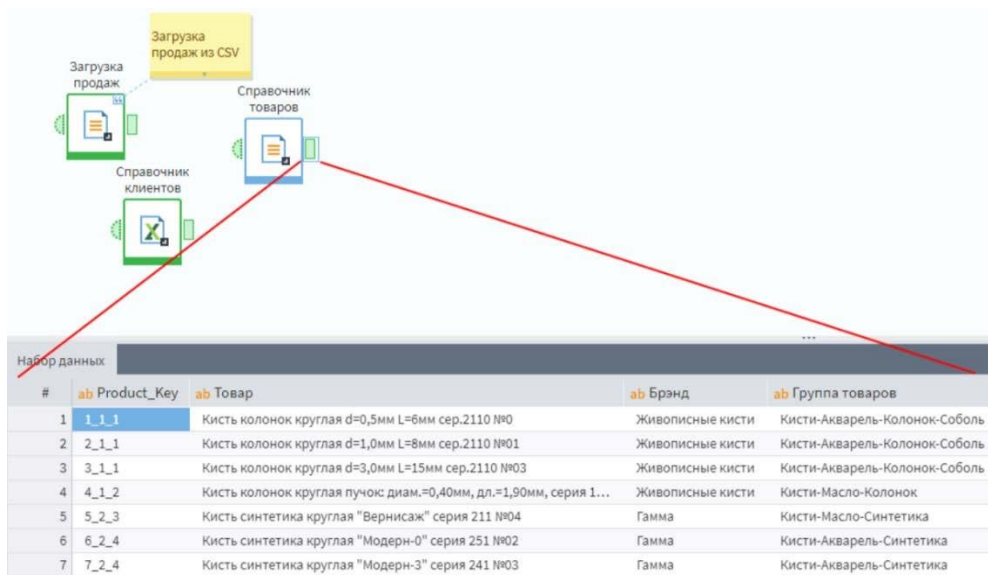 Загрузка
продаж из CSV
Загрузка
продаж
Справочник
товаров
Справочник
клиентов
Набор данных
# ab Product_Key ab Товар ab Брэнд ab Группа товаров
1 1_1_1 Кисть колонок круглая d=0,5мм L=6мм сер.2110 №0 Живописные кисти Кисти-Акварель-Колонок-Соболь
2 2_1_1 Кисть колонок круглая d=1,0мм L=8мм сер.2110 №01 Живописные кисти Кисти-Акварель-Колонок-Соболь
3 3_1_1 Кисть колонок круглая d=3,0мм L=15мм сер.2110 №03 Живописные кисти Кисти-Акварель-Колонок-Соболь
4 4_1_2 Кисть колонок круглая пучок: диам.=0,40мм, дл.=1,90мм, серия 1... Живописные кисти Кисти-Масло-Колонок
5 5_2_3 Кисть синтетика круглая "Вернисаж" серия 211 №04 Гамма Кисти-Масло-Синтетика
6 6_2_4 Кисть синтетика круглая "Модерн-0" серия 251 №02 Гамма Кисти-Акварель-Синтетика
7 7_2_4 Кисть синтетика круглая "Модерн-3" серия 241 №03 Гамма Кисти-Акварель-Синтетика